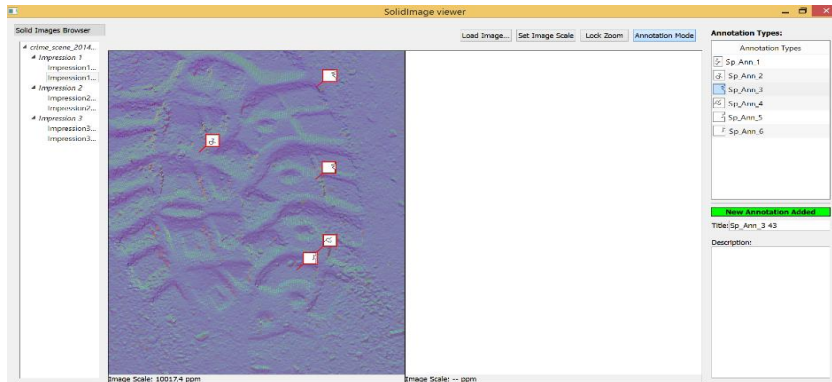 SolidImage viewer
Solid Images Browser
Load Image... Set Image Scale Lock Zoom Annotation Mode
Annotation Types:
crime_scene_2014...
Impression 1
Impression1...
Impression1...
Impression 2
Impression2...
Impression2...
Impression 3
Impression3...
Impression3...
Annotation Types
Sp_Ann_1
Sp_Ann_2
Sp_Ann_3
Sp_Ann_4
Sp_Ann_5
Sp_Ann_6
New Annotation Added
Title: Sp_Ann_3 43
Description:
Image Scale: 10017.4 ppm
Image Scale: -- ppm